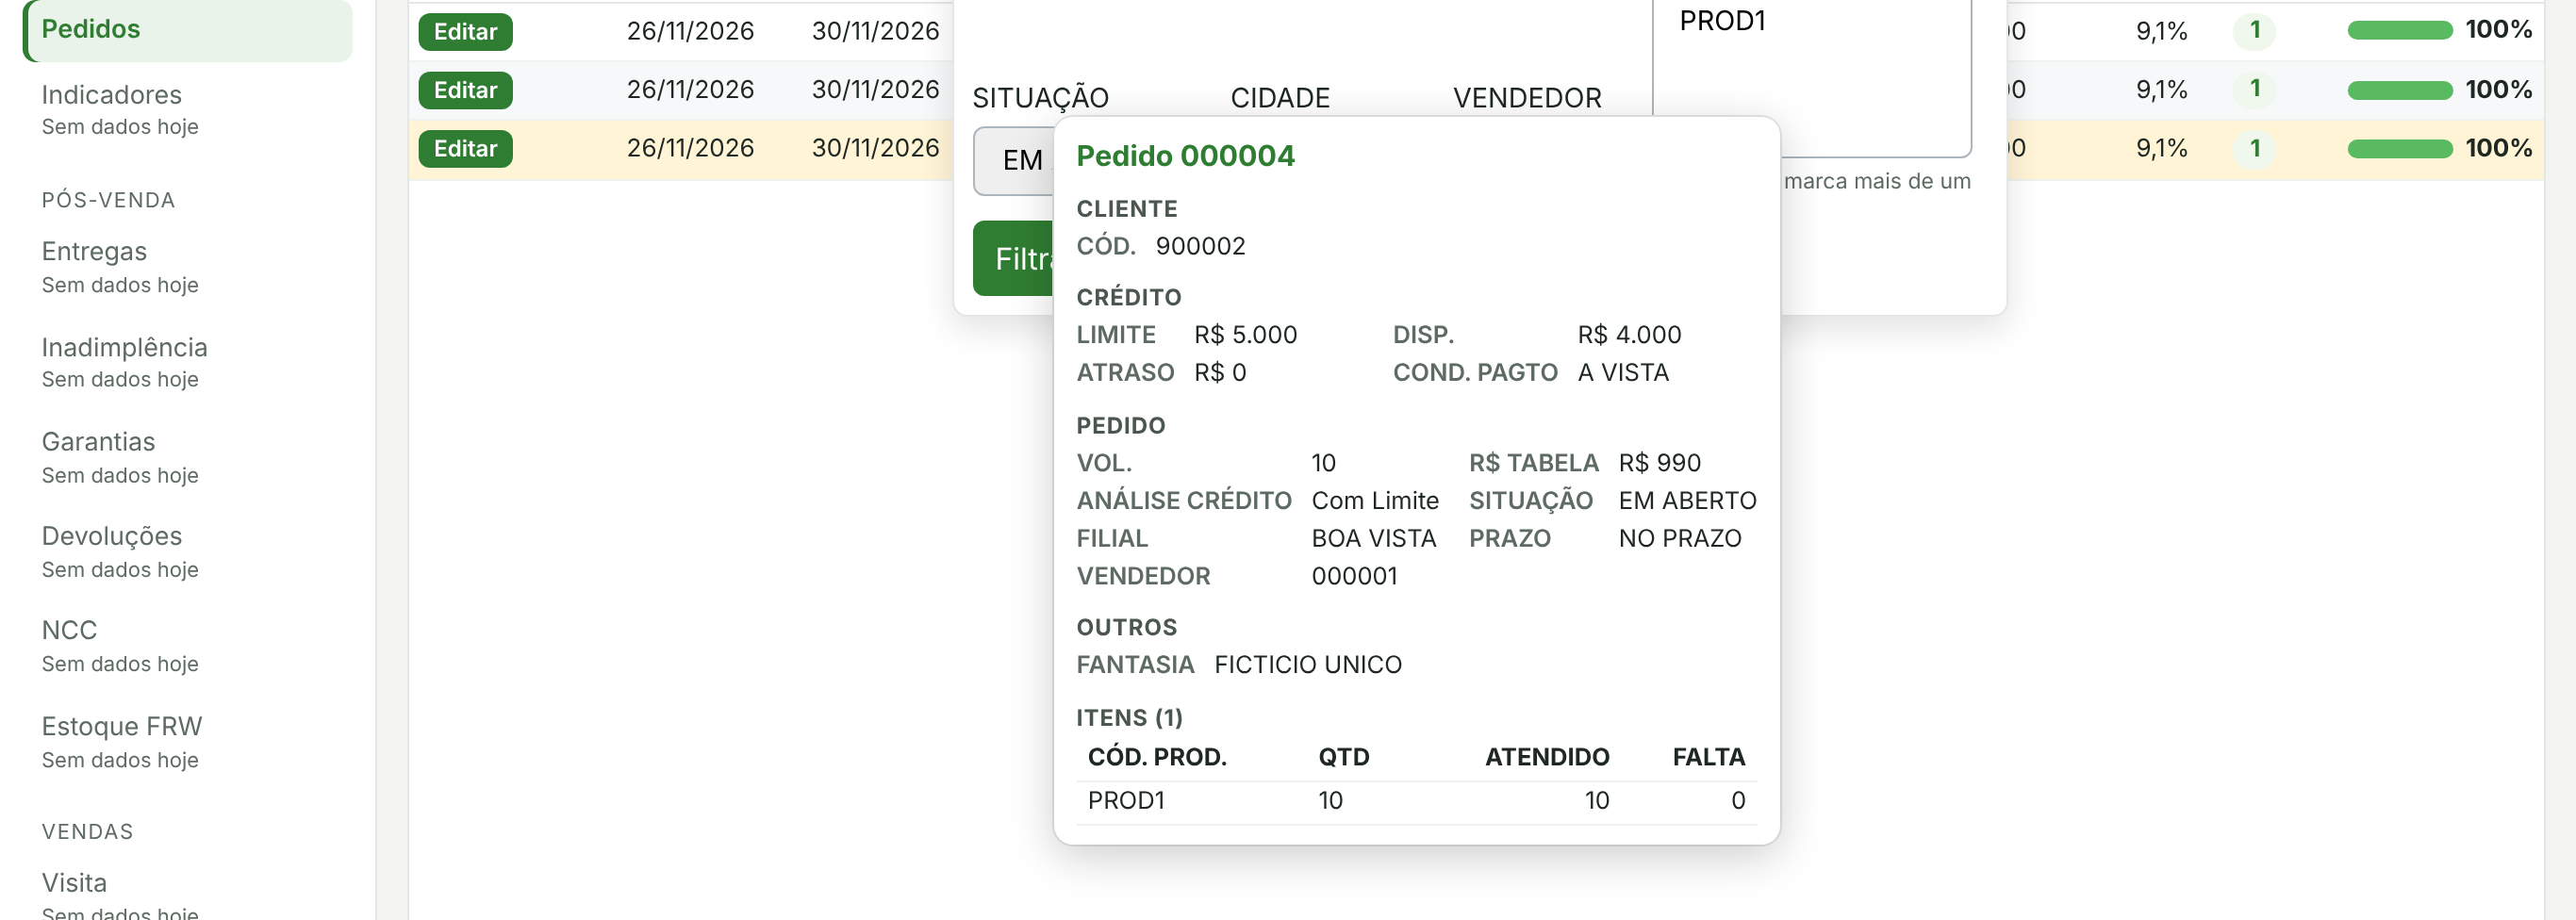 Pedidos
Indicadores
Sem dados hoje
PÓS-VENDA
Entregas
Sem dados hoje
Inadimplência
Sem dados hoje
Garantias
Sem dados hoje
Devoluções
Sem dados hoje
NCC
Sem dados hoje
Estoque FRW
Sem dados hoje
VENDAS
Visita
Sem dados hoje
Editar 26/11/2026 30/11/2026 9,1% 1 100%
Editar 26/11/2026 30/11/2026 9,1% 1 100%
Editar 26/11/2026 30/11/2026 9,1% 1 100%
PROD1
SITUAÇÃO CIDADE VENDEDOR
EM
marca mais de um
Pedido 000004
CLIENTE
CÓD. 900002
CRÉDITO
LIMITE R$ 5.000 DISP. R$ 4.000
ATRASO R$ 0 COND. PAGTO A VISTA
PEDIDO
VOL. 10 R$ TABELA R$ 990
ANÁLISE CRÉDITO Com Limite SITUAÇÃO EM ABERTO
FILIAL BOA VISTA PRAZO NO PRAZO
VENDEDOR 000001
OUTROS
FANTASIA FICTICIO UNICO
ITENS (1)
CÓD. PROD. QTD ATENDIDO FALTA
PROD1 10 10 0